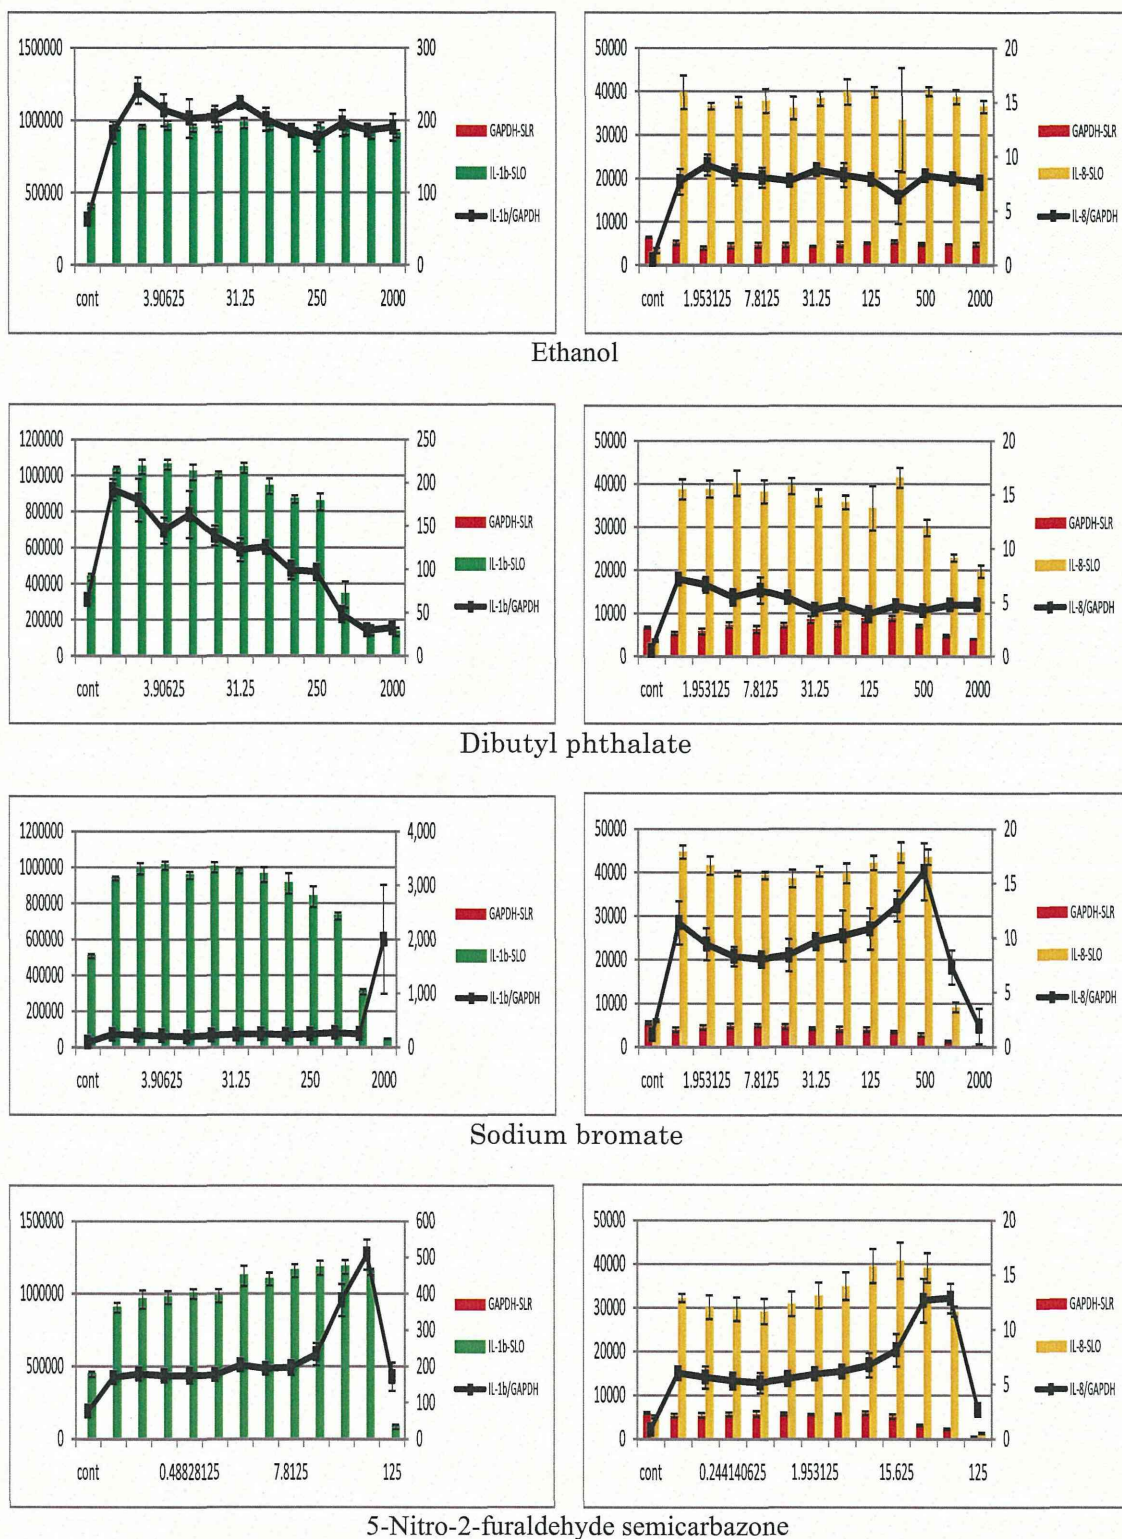 1500000
1000000
500000
0
300
200
100
0
cont 3.90625 31.25 250 2000
GAPDH-SLR
IL-1b-SLO
IL-1b/GAPDH
50000
40000
30000
20000
10000
0
20
15
10
5
0
cont 1.953125 7.8125 31.25 125 500 2000
GAPDH-SLR
IL-8-SLO
IL-8/GAPDH
Ethanol
1200000
1000000
800000
600000
400000
200000
0
250
200
150
100
50
0
cont 3.90625 31.25 250 2000
GAPDH-SLR
IL-1b-SLO
IL-1b/GAPDH
50000
40000
30000
20000
10000
0
20
15
10
5
0
cont 1.953125 7.8125 31.25 125 500 2000
GAPDH-SLR
IL-8-SLO
IL-8/GAPDH
Dibutyl phthalate
1200000
1000000
800000
600000
400000
200000
0
4,000
3,000
2,000
1,000
0
cont 3.90625 31.25 250 2000
GAPDH-SLR
IL-1b-SLO
IL-1b/GAPDH
50000
40000
30000
20000
10000
0
20
15
10
5
0
cont 1.953125 7.8125 31.25 125 500 2000
GAPDH-SLR
IL-8-SLO
IL-8/GAPDH
Sodium bromate
1500000
1000000
500000
0
600
500
400
300
200
100
0
cont 0.48828125 7.8125 125
GAPDH-SLR
IL-1b-SLO
IL-1b/GAPDH
50000
40000
30000
20000
10000
0
20
15
10
5
0
cont 0.244140625 1.953125 15.625 125
GAPDH-SLR
IL-8-SLO
IL-8/GAPDH
5-Nitro-2-furaldehyde semicarbazone